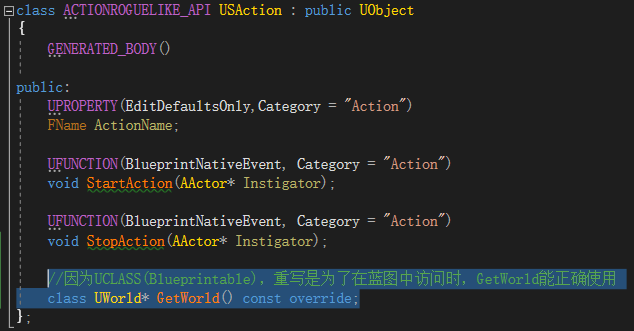 class ACTIONROGUELIKE_API USAction : public UObject
{
GENERATED_BODY()
public:
UPROPERTY(EditDefaultsOnly,Category = "Action")
FName ActionName;
UFUNCTION(BlueprintNativeEvent, Category = "Action")
void StartAction(AActor* Instigator);
UFUNCTION(BlueprintNativeEvent, Category = "Action")
void StopAction(AActor* Instigator);
//因为UCLASS(Blueprintable)，重写是为了在蓝图中访问时，GetWorld能正确使用
class UWorld* GetWorld() const override;
};